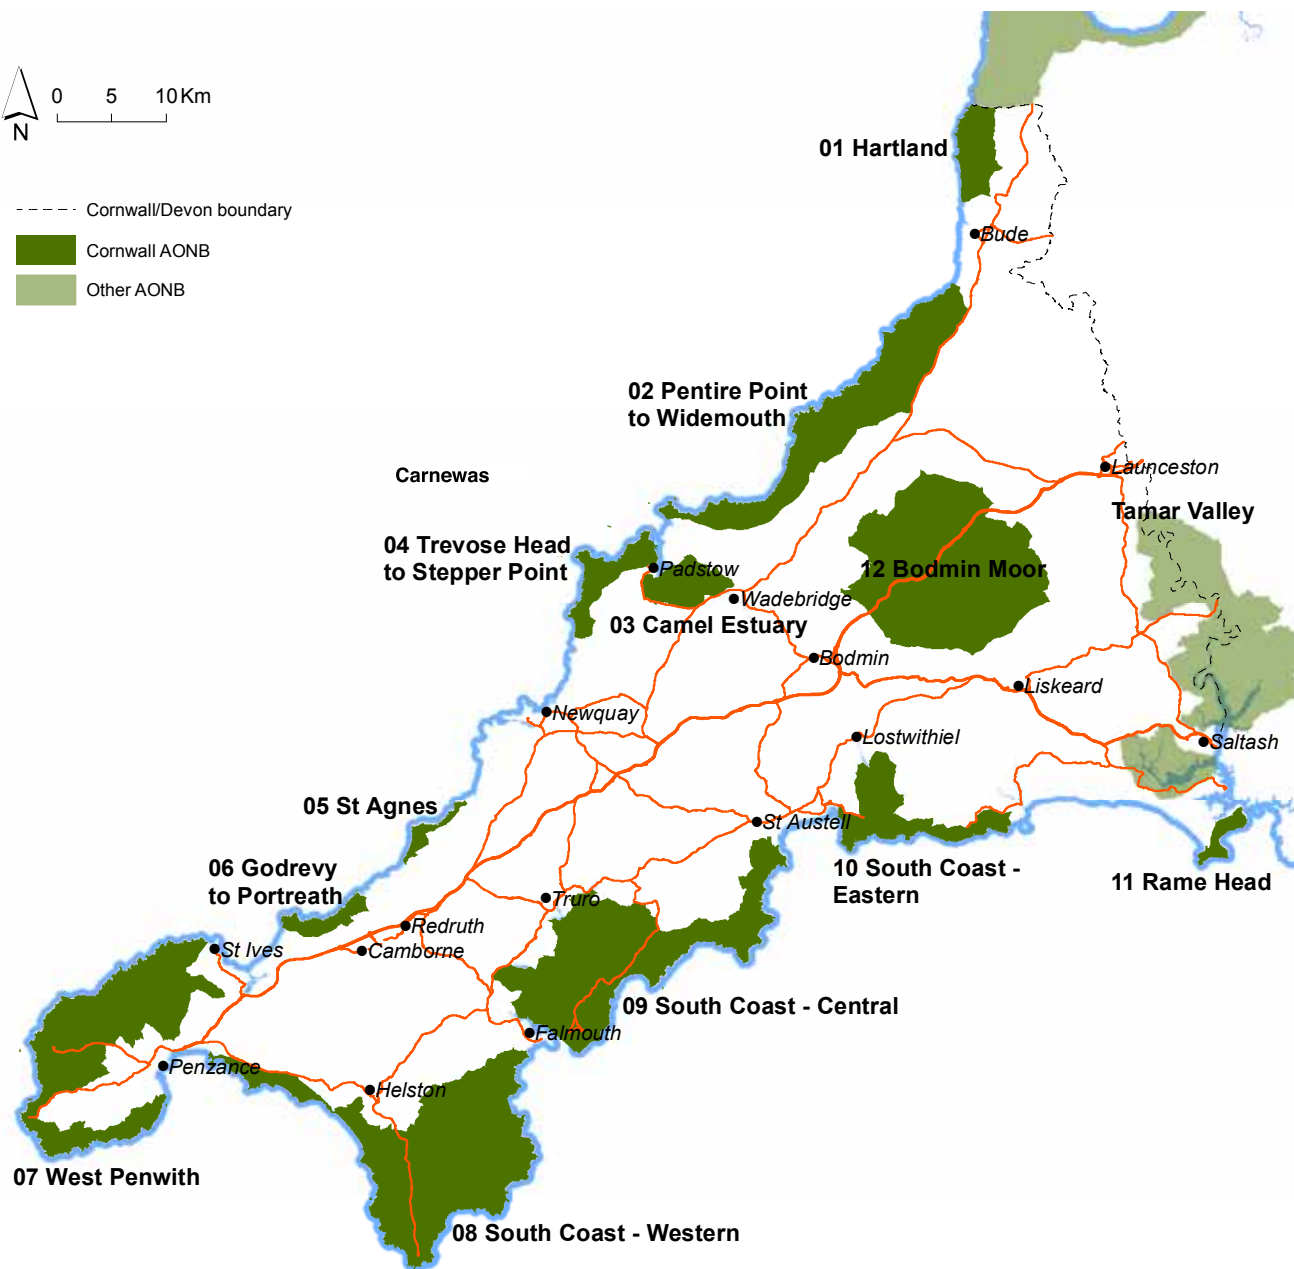 0 5 10 Km
N
Cornwall/Devon boundary
Cornwall AONB
Other AONB
01 Hartland
Bude
02 Pentire Point
to Widemouth
Carnewas
Launceston
Tamar Valley
04 Trevose Head
to Stepper Point
Padstow
12 Bodmin Moor
Wadebridge
03 Camel Estuary
Bodmin
Liskeard
Newquay
Lostwithiel
Saltash
05 St Agnes
St Austell
10 South Coast -
Eastern
11 Rame Head
06 Godrevy
to Portreath
Truro
Redruth
St Ives
Camborne
09 South Coast - Central
Falmouth
Penzance
Helston
07 West Penwith
08 South Coast - Western